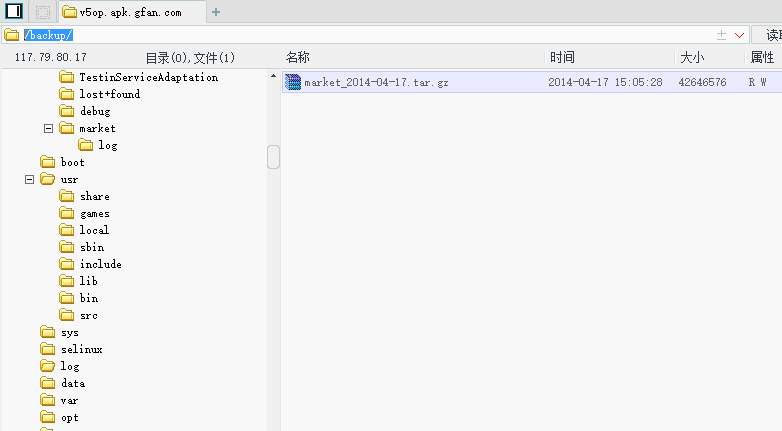 v5op.apk.gfan.com
/backup/
117.79.80.17 目录(0),文件(1) 名称 时间 大小 属性
market_2014-04-17.tar.gz 2014-04-17 15:05:28 42646576 R W
TestinServiceAdaptation
lost+found
debug
market
log
boot
usr
share
games
local
sbin
include
lib
bin
src
sys
selinux
log
data
var
opt